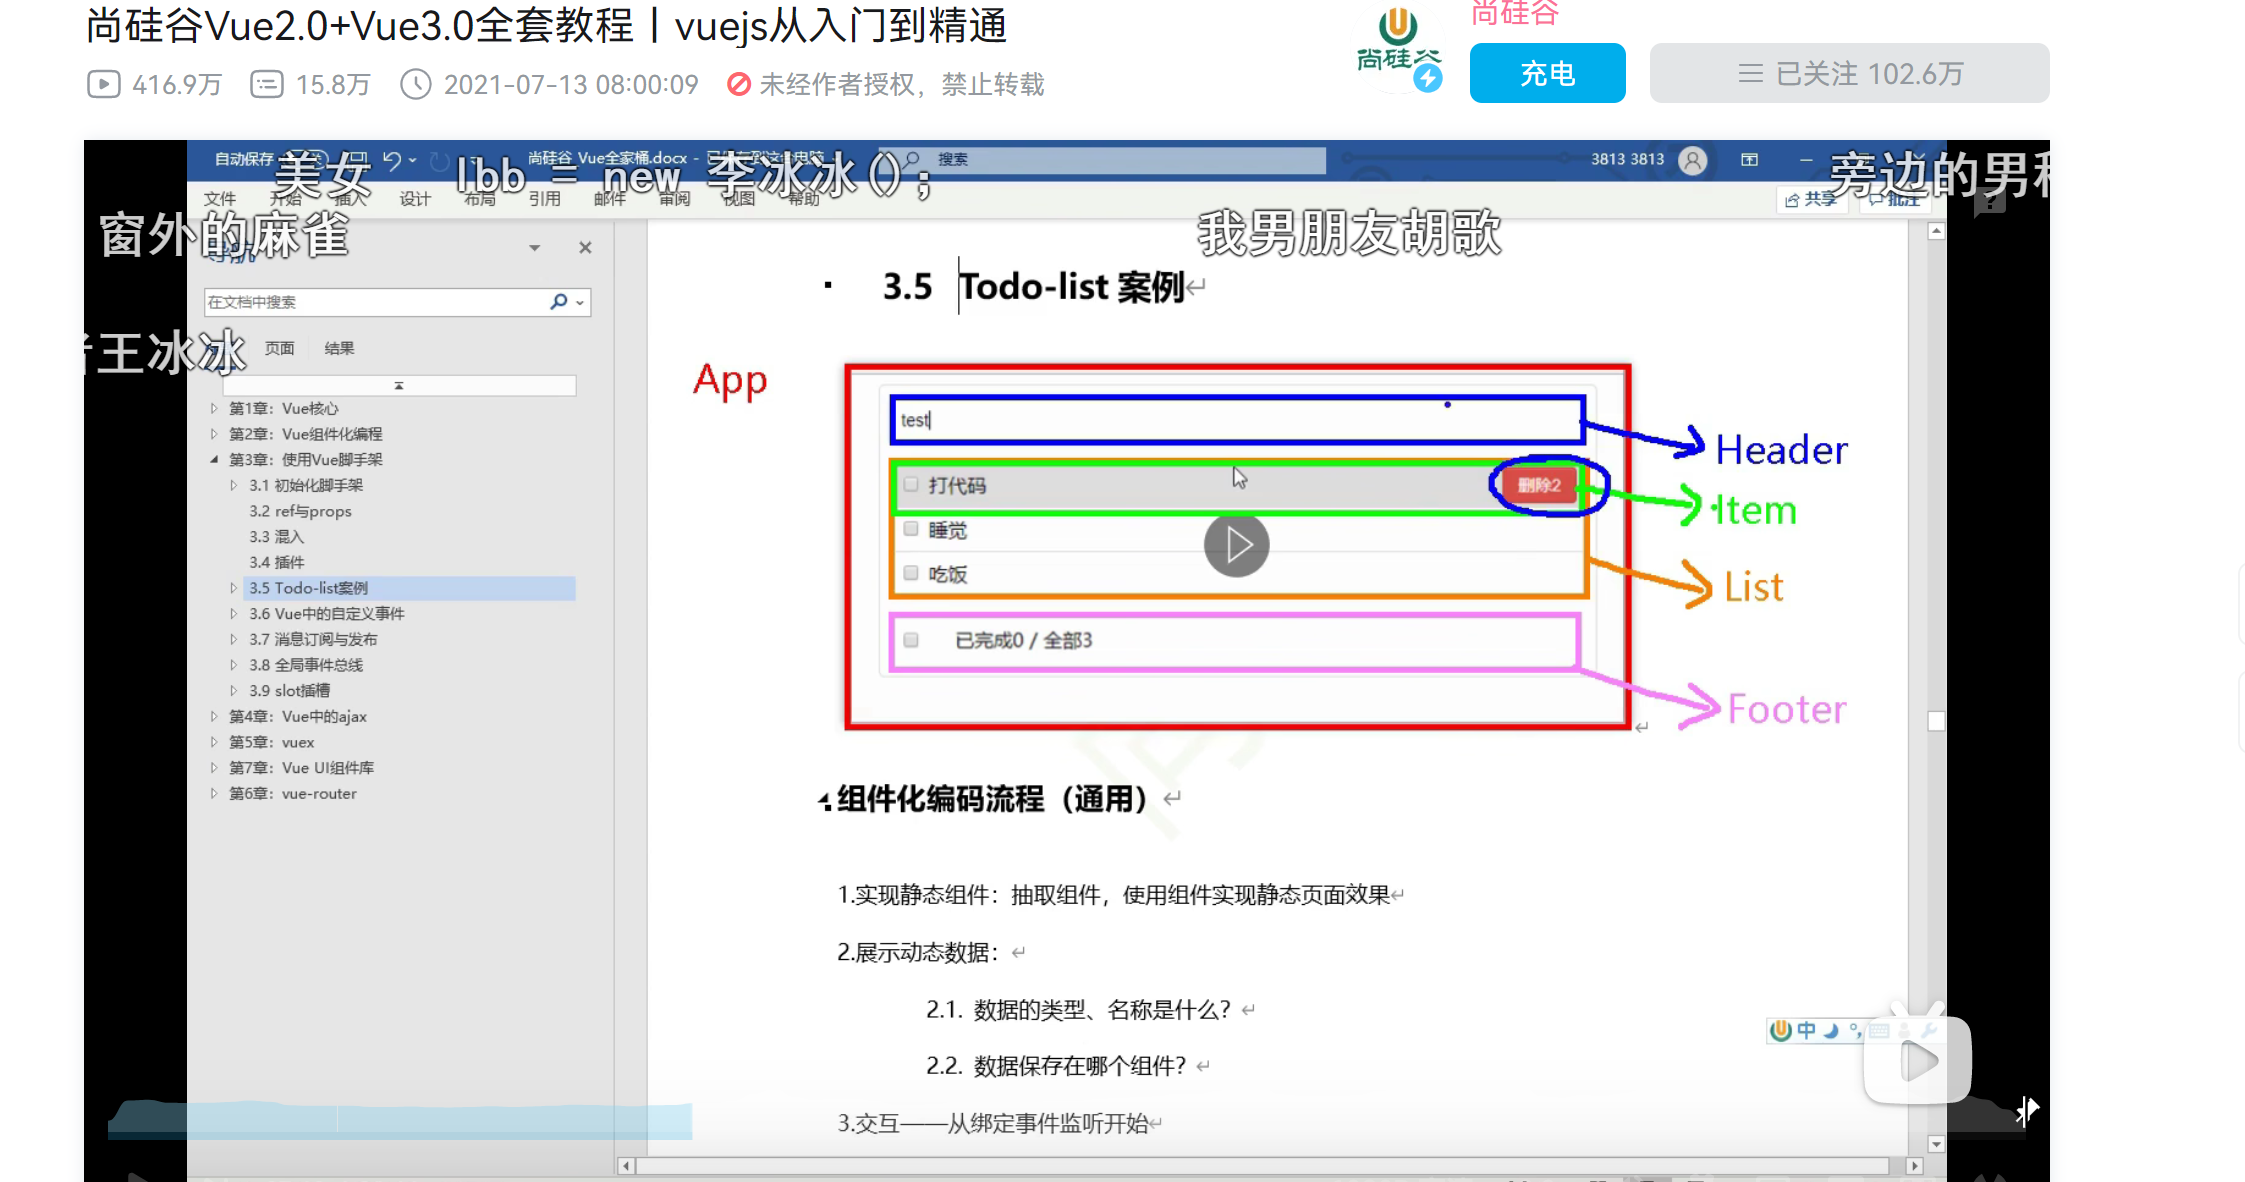 尚硅谷Vue2.0+Vue3.0全套教程丨vuejs从入门到精通
416.9万 15.8万 2021-07-13 08:00:09 未经作者授权，禁止转载
尚硅谷
尚硅谷
充电
已关注 102.6万
自动保存
尚硅谷 Vue全家桶.docx -
搜索
3813 3813
美女
lbb = new 李冰冰();
旁边的男
文件 开始 插入 设计 布局 引用 邮件 审阅 视图 帮助
共享 批注
窗外的麻雀
我男朋友胡歌
导航
在文档中搜索
王冰冰
页面 结果
第1章：Vue核心
第2章：Vue组件化编程
第3章：使用Vue脚手架
3.1 初始化脚手架
3.2 ref与props
3.3 混入
3.4 插件
3.5 Todo-list案例
3.6 Vue中的自定义事件
3.7 消息订阅与发布
3.8 全局事件总线
3.9 slot插槽
第4章：Vue中的ajax
第5章：vuex
第7章：Vue UI组件库
第6章：vue-router
3.5 Todo-list 案例
App
test
Header
打代码 删除2
Item
睡觉
吃饭
List
已完成0 / 全部3
Footer
组件化编码流程（通用）
1.实现静态组件：抽取组件，使用组件实现静态页面效果
2.展示动态数据：
2.1. 数据的类型、名称是什么？
2.2. 数据保存在哪个组件？
3.交互——从绑定事件监听开始
中